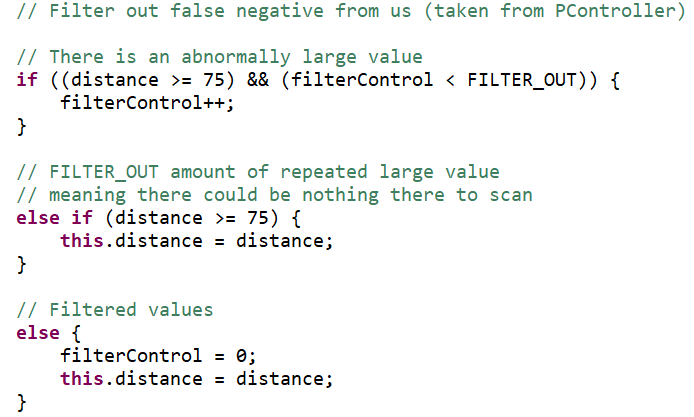 // Filter out false negative from us (taken from PController)
// There is an abnormally large value
if ((distance >= 75) && (filterControl < FILTER_OUT)) {
    filterControl++;
}
// FILTER_OUT amount of repeated large value
// meaning there could be nothing there to scan
else if (distance >= 75) {
    this.distance = distance;
}
// Filtered values
else {
    filterControl = 0;
    this.distance = distance;
}